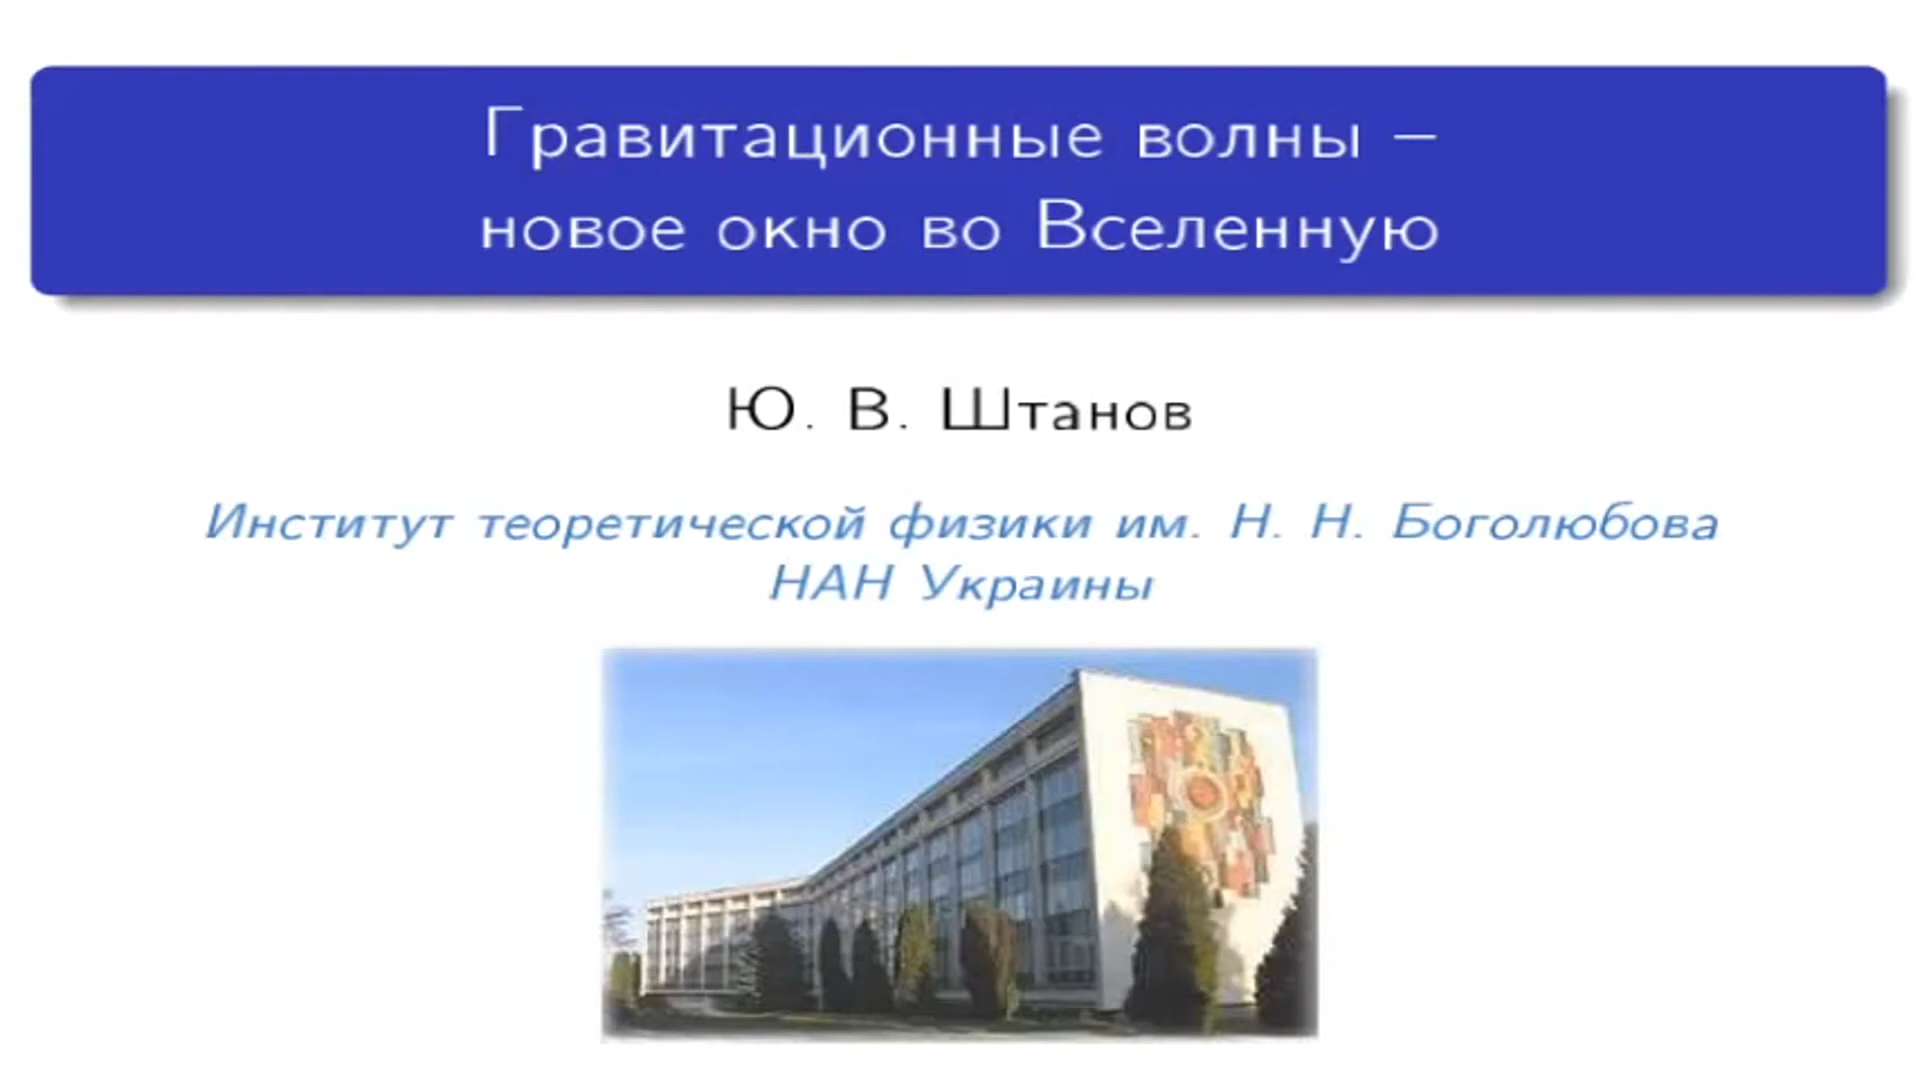 Гравитационные волны –
новое окно во Вселенную
Ю. В. Штанов
Институт теоретической физики им. Н. Н. Боголюбова
НАН Украины